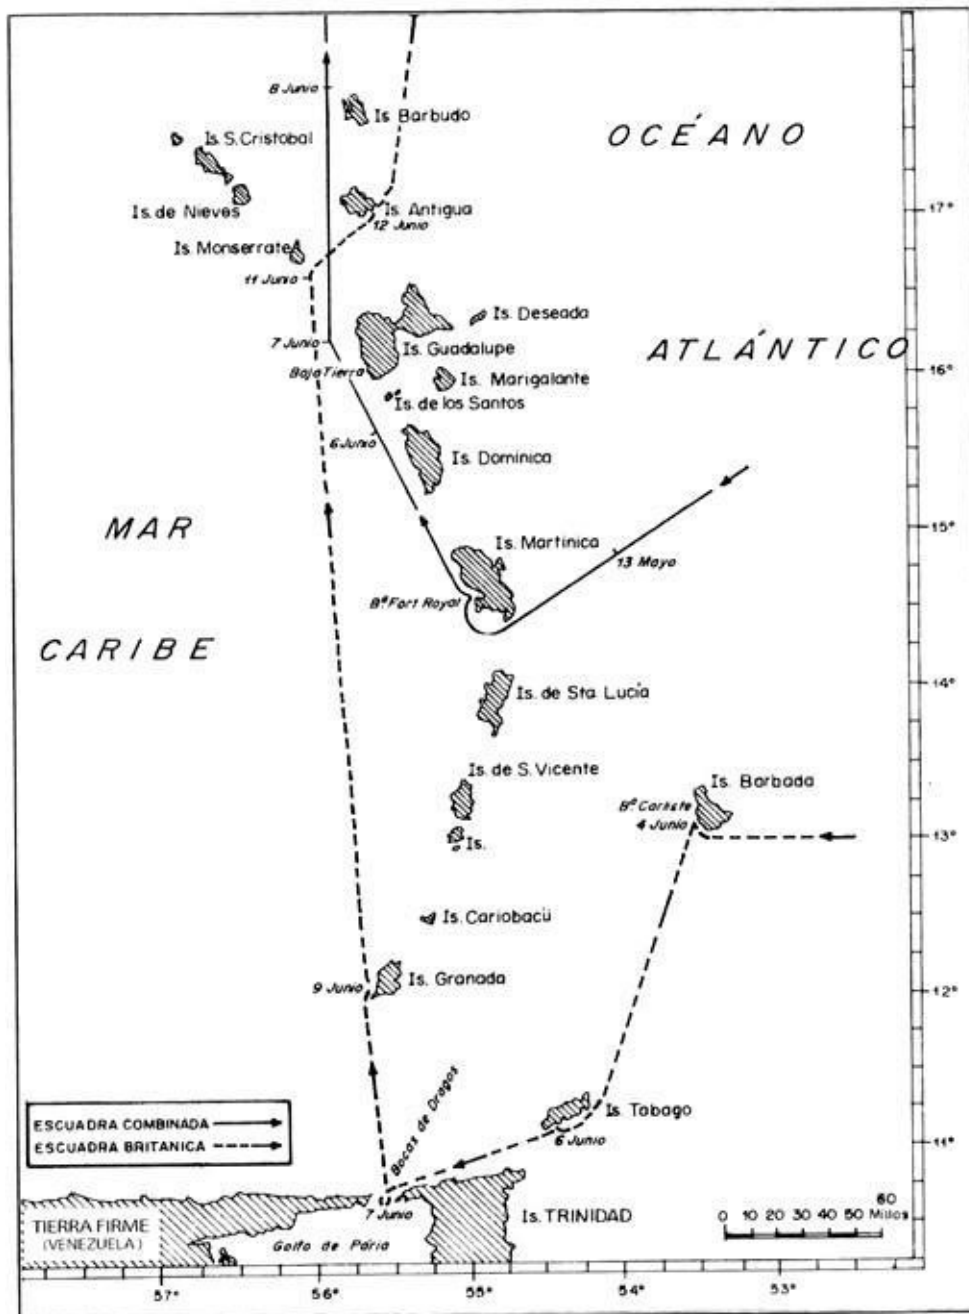 8 Junio
Is. Barbudo
Is. S. Cristobal
OCÉANO
Is. de Nieves
Is. Antigua
12 Junio
17°
Is. Monserrate
11 Junio
Is. Deseada
7 Junio
Is. Guadalupe
ATLÁNTICO
Baja Tierra
Is. Marigalante
16°
Is. de los Santos
6 Junio
Is. Dominica
MAR
15°
Is. Martinica
13 Mayo
Bª Fort Royal
CARIBE
Is. de Sta. Lucía
14°
Is. de S. Vicente
Is. Barbada
Bª Carliste
4 Junio
13°
Is.
Is. Cariobacü
Is. Granada
9 Junio
12°
Bocas de Dragos
Is. Tobago
6 Junio
11°
ESCUADRA COMBINADA
ESCUADRA BRITANICA
7 Junio
Is. TRINIDAD
TIERRA FIRME
(VENEZUELA)
Golfo de Pária
0 10 20 30 40 50 60 Millas
57° 56° 55° 54° 53°